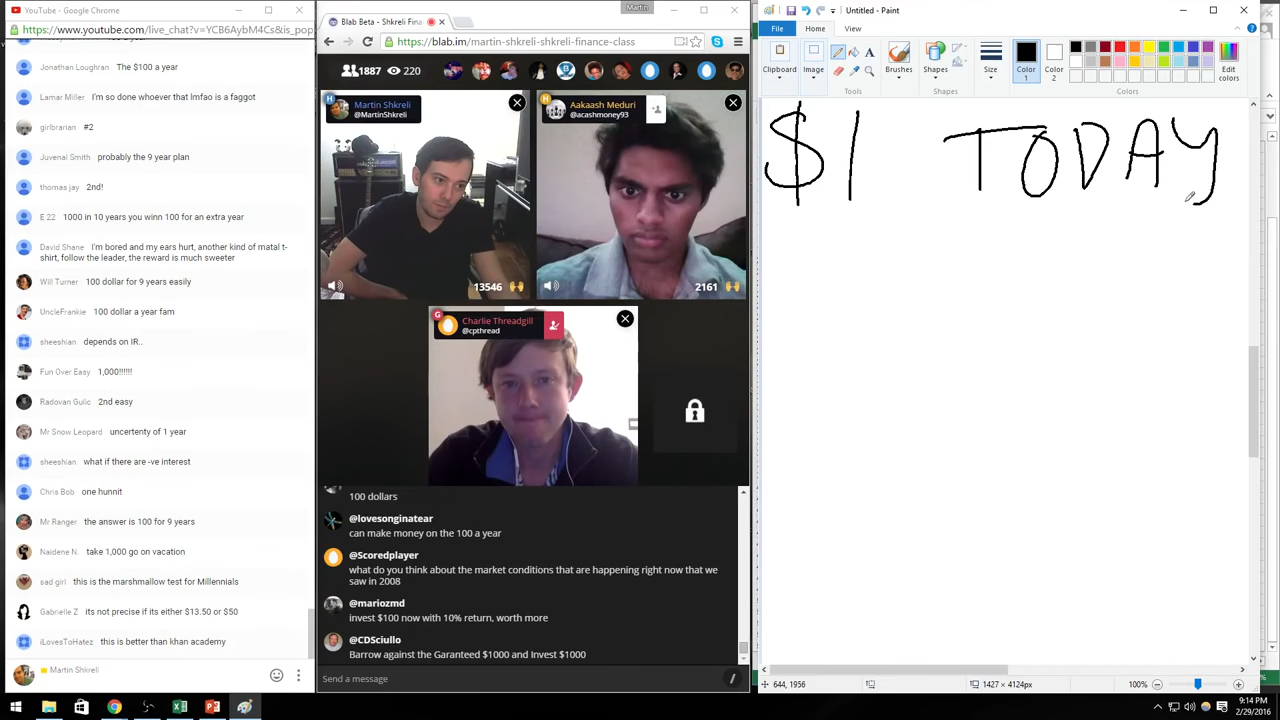 YouTube - Google Chrome
https://www.youtube.com/live_chat?v=YCB6AybM4Cs&is_pop
Jonathan Loughran The $100 a year
Lamar Miller I'm so done whoever that lmfao is a faggot
girlbrarian #2
Juvenal Smith probably the 9 year plan
thomas jay 2nd!
E 22 1000 in 10 years you winn 100 for an extra year
David Shane I'm bored and my ears hurt, another kind of matal t-
shirt, follow the leader, the reward is much sweeter
Will Turner 100 dollar for 9 years easily
UncleFrankie 100 dollar a year fam
sheeshian depends on IR..
Fun Over Easy 1,000!!!!!!
Radovan Gulic 2nd easy
Mr Snow Leopard uncertenty of 1 year
sheeshian what if there are -ve interest
Chris Bob one hunnit
Mr Ranger the answer is 100 for 9 years
Naidene N. take 1,000 go on vacation
sad girl this is the marshmallow test for Millennials
Gabrielle Z its not precise if its either $13.50 or $50
iLovesToHatez this is better than khan academy
Martin Shkreli
Martin
Blab Beta - Shkreli Fina
https://blab.im/martin-shkreli-shkreli-finance-class
1887 220
H Martin Shkreli
@MartinShkreli
13546
H Aakaash Meduri
@acashmoney93
2161
G Charlie Threadgill
@cpthread
100 dollars
@lovesonginatear
can make money on the 100 a year
@Scoredplayer
what do you think about the market conditions that are happening right now that we
saw in 2008
@mariozmd
invest $100 now with 10% return, worth more
@CDSciullo
Barrow against the Garanteed $1000 and Invest $1000
Send a message
Untitled - Paint
File Home View
Clipboard
Image
Tools
Brushes
Shapes
Shapes
Size
Color
1
Color
2
Edit
colors
Colors
$1 TODAY
644, 1956
1427 × 4124px
100%
9:14 PM
2/29/2016